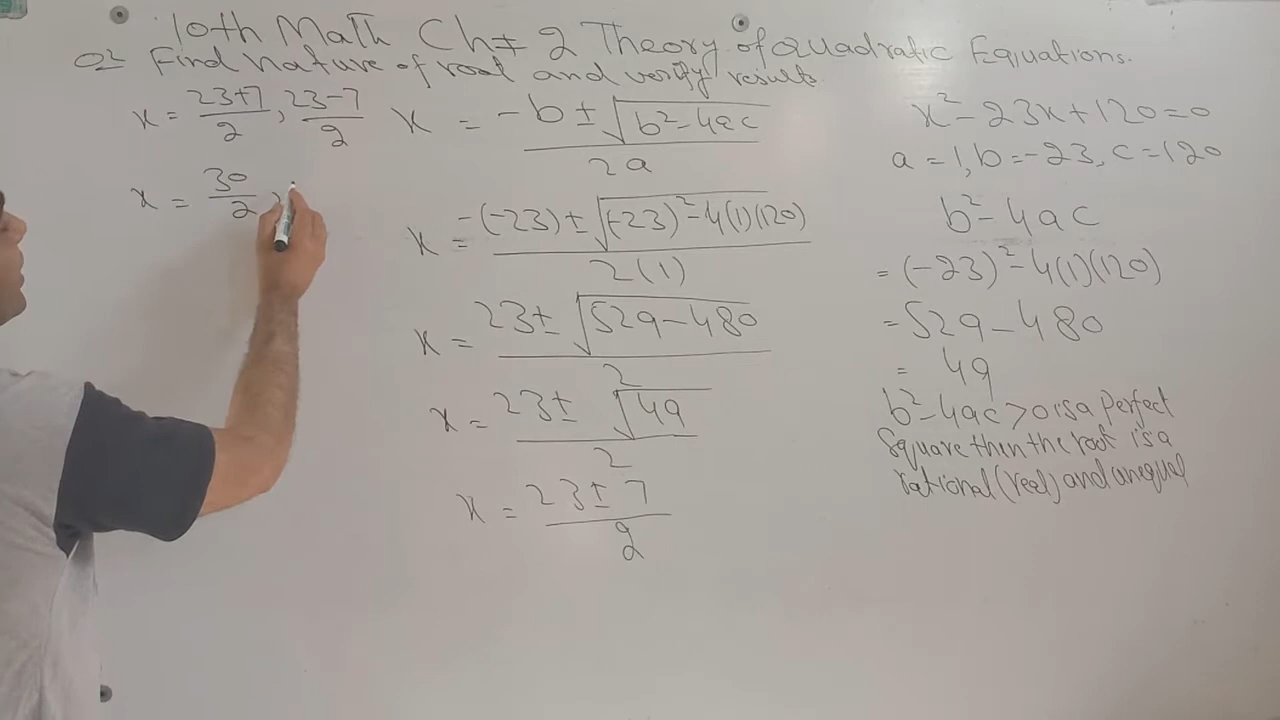 10th Math Ch# 2 Theory of Quadratic Equations.
Q2 Find nature of root and verify results
x = 23+7/2, 23-7/2
x = 30/2,
x = -b ± √b²-4ac / 2a
x = -(-23) ± √(-23)²-4(1)(120) / 2(1)
x = 23 ± √529-480 / 2
x = 23 ± √49 / 2
x = 23 ± 7 / 2
x² - 23x + 120 = 0
a = 1, b = -23, c = 120
b² - 4ac
= (-23)² - 4(1)(120)
= 529 - 480
= 49
b² - 4ac > 0 is a perfect
square then the root is a
rational (reel) and unequal